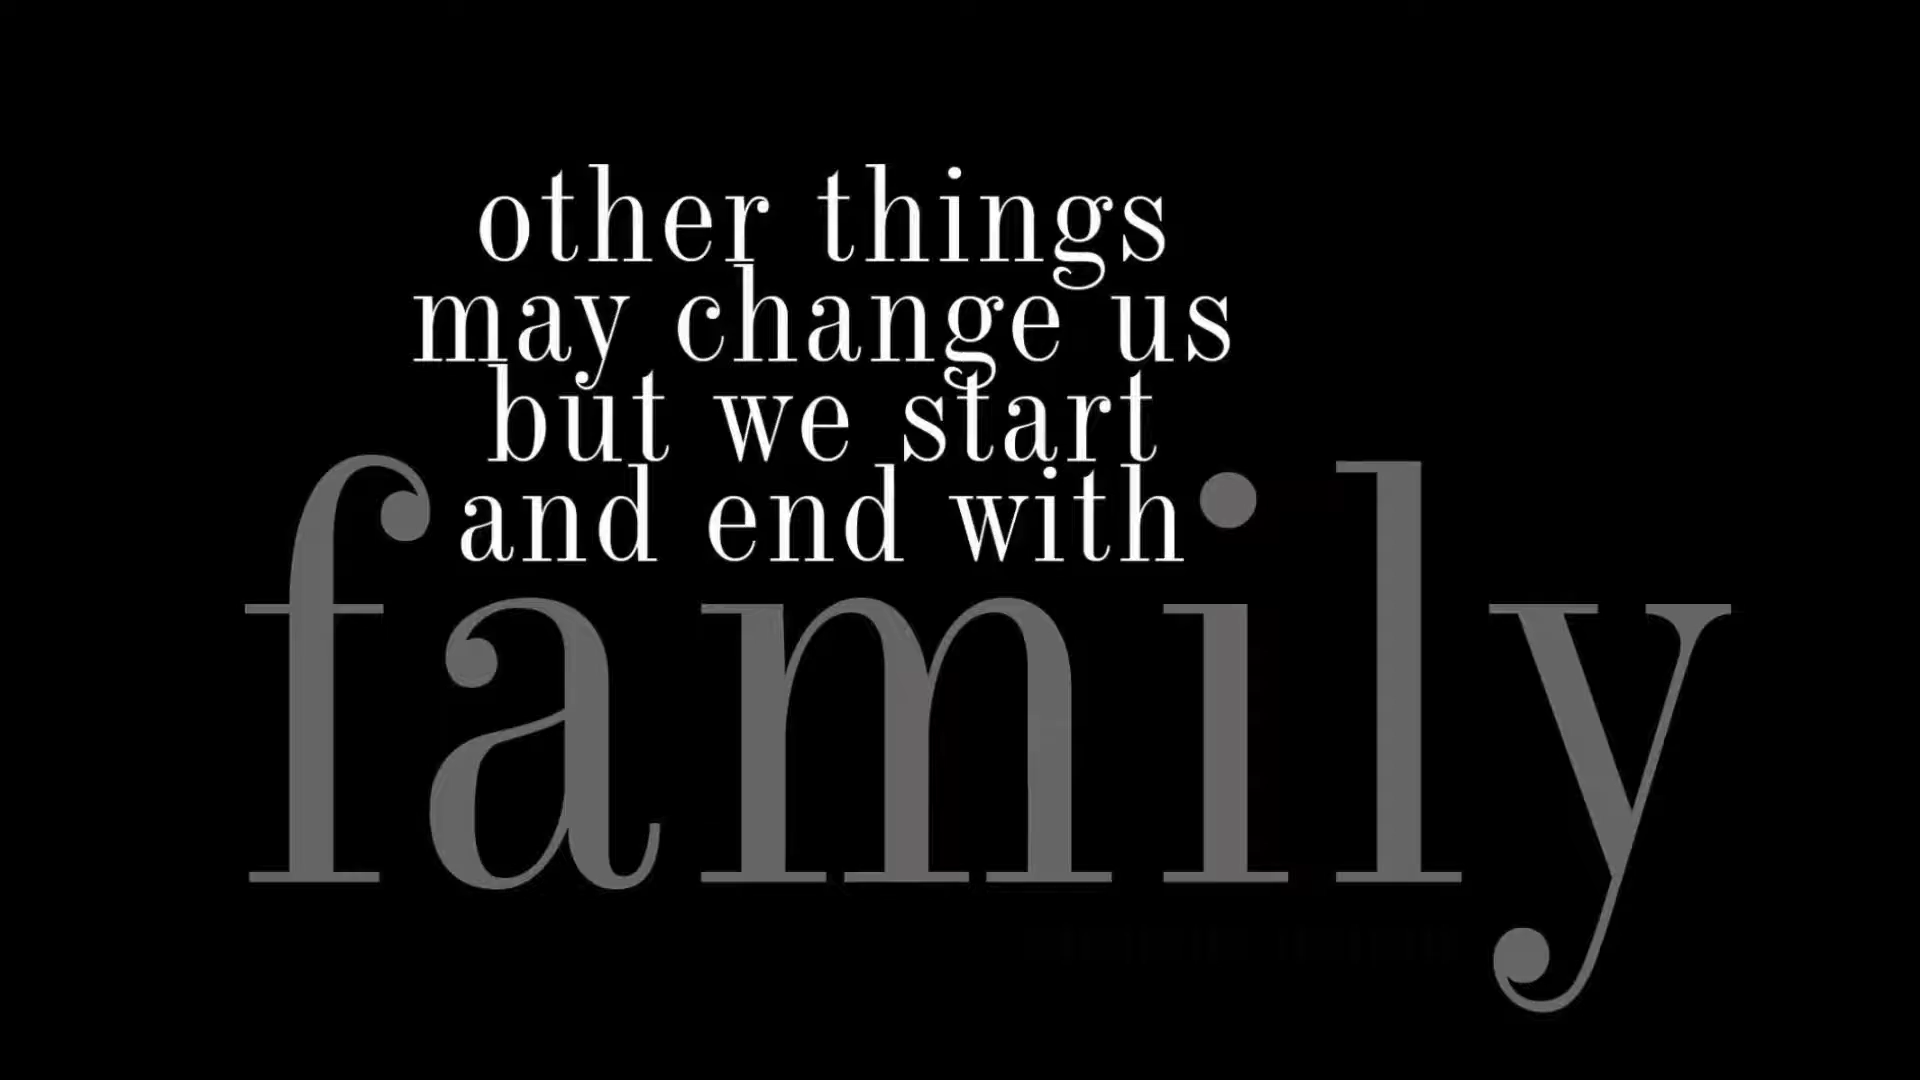 other things
may change us
but we start
and end with
family